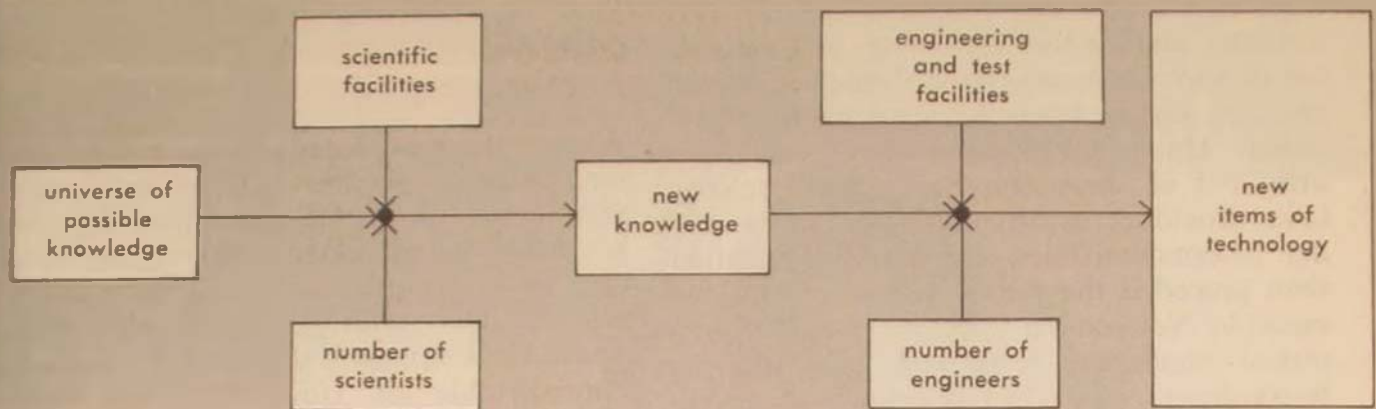 scientific
facilities
engineering
and test
facilities
universe of
possible
knowledge
new
knowledge
new
items of
technology
number of
scientists
number of
engineers